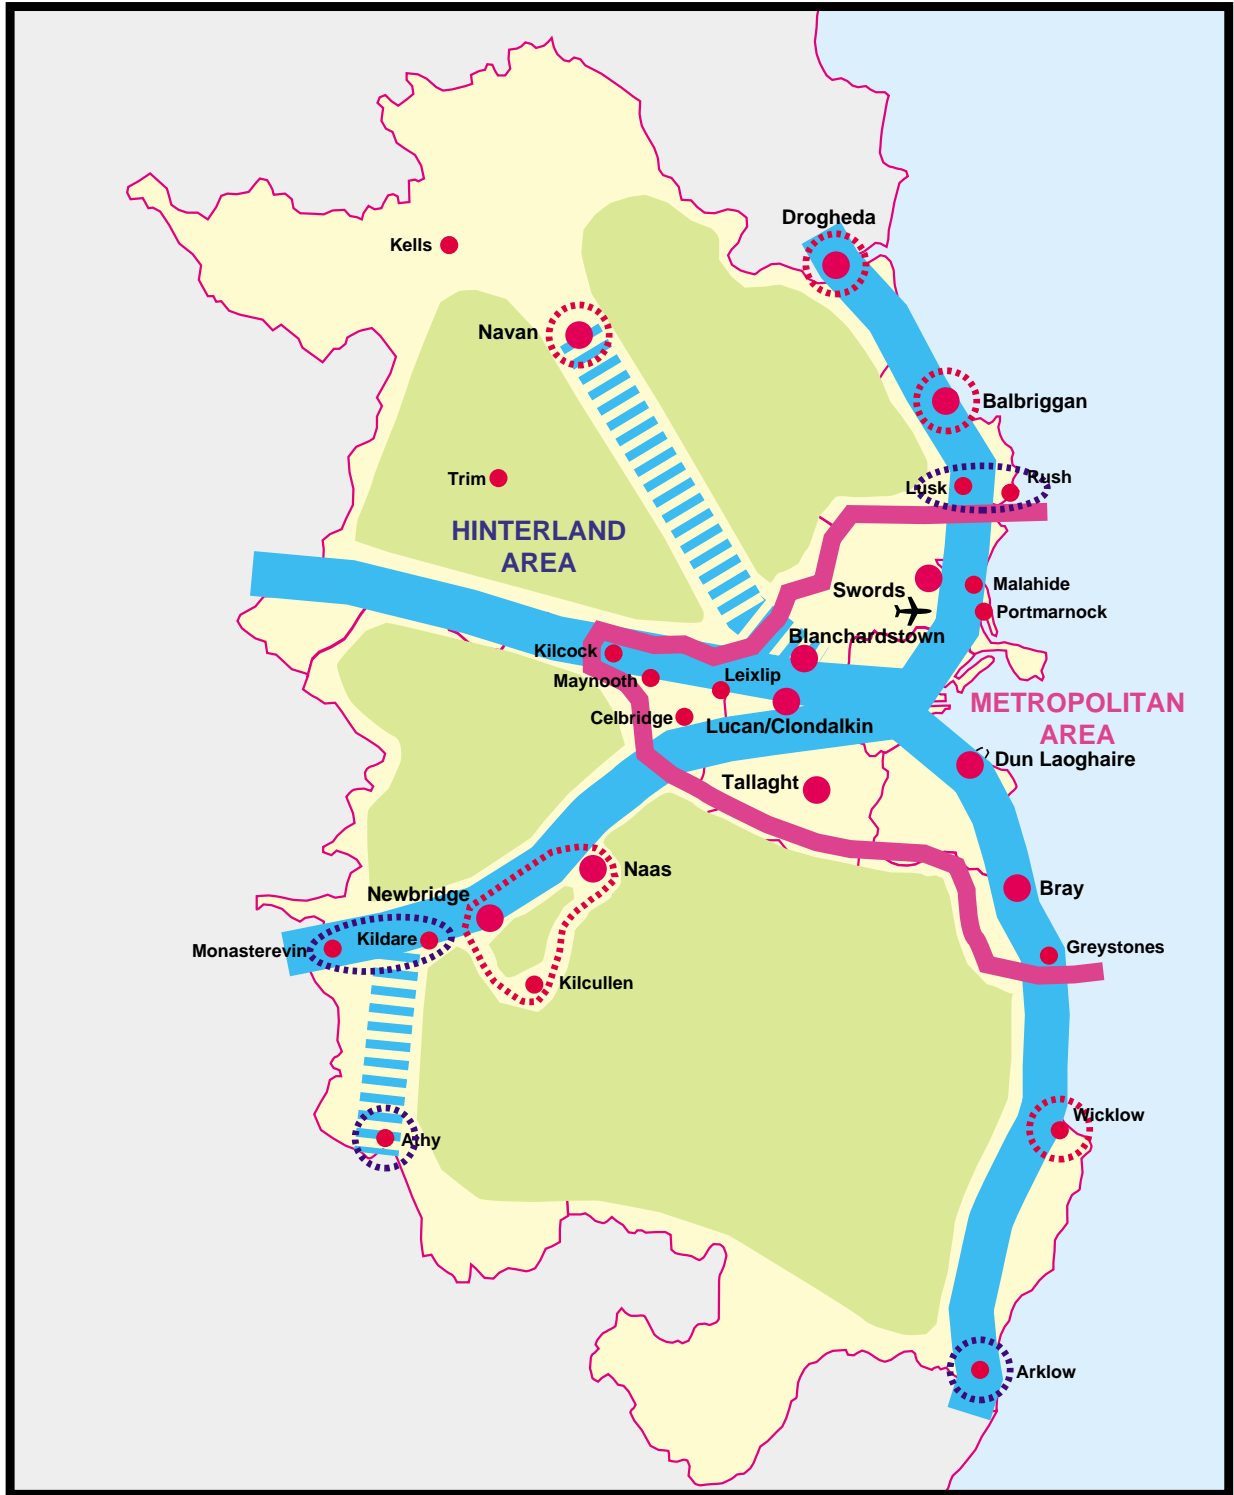 Drogheda
Kells
Navan
Balbriggan
Trim
Lusk
Rush
HINTERLAND
AREA
Swords
Malahide
Portmarnock
Blanchardstown
Kilcock
Maynooth
Leixlip
Celbridge
Lucan/Clondalkin
METROPOLITAN
AREA
Dun Laoghaire
Tallaght
Naas
Newbridge
Bray
Kildare
Monasterevin
Greystones
Kilcullen
Wicklow
Athy
Arklow